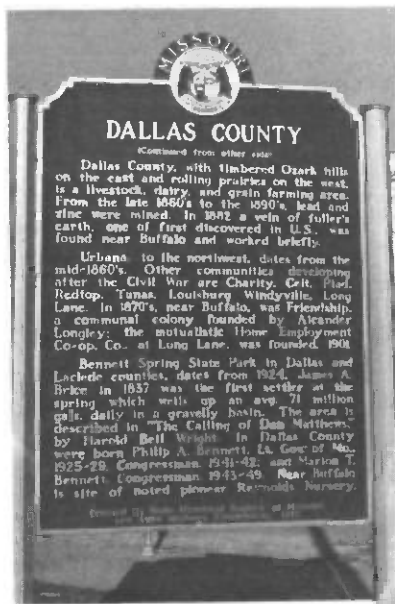 MISSOURI
DALLAS COUNTY
(Continued from other side)
Dallas County, with timbered Ozark hills
on the east and rolling prairies on the west,
is a livestock, dairy, and grain farming area.
From the late 1860's to the 1890's, lead and
zinc were mined. In 1882 a vein of fuller's
earth, one of first discovered in U.S., was
found near Buffalo and worked briefly.
Urbana to the northwest, dates from the
mid-1860's. Other communities developing
after the Civil War are Charity, Celt, Plad,
Redtop, Tunas, Louisburg, Windyville, Long
Lane. In 1870's, near Buffalo, was Friendship,
a communal colony founded by Alcander
Longley; the mutualistic Home Employment
Co-op. Co., at Long Lane, was founded, 1901.
Bennett Spring State Park in Dallas and
Laclede counties, dates from 1924. James A.
Brice in 1837 was the first settler at the
spring which wells up an avg. 71 million
gals. daily in a gravelly basin. The area is
described in "The Calling of Dan Matthews,"
by Harold Bell Wright. In Dallas County
were born Philip A. Bennett, Lt. Gov. of Mo.,
1925-29, Congressman, 1941-42; and Marion T.
Bennett, Congressman, 1943-49. Near Buffalo
is site of noted pioneer Reynolds Nursery.